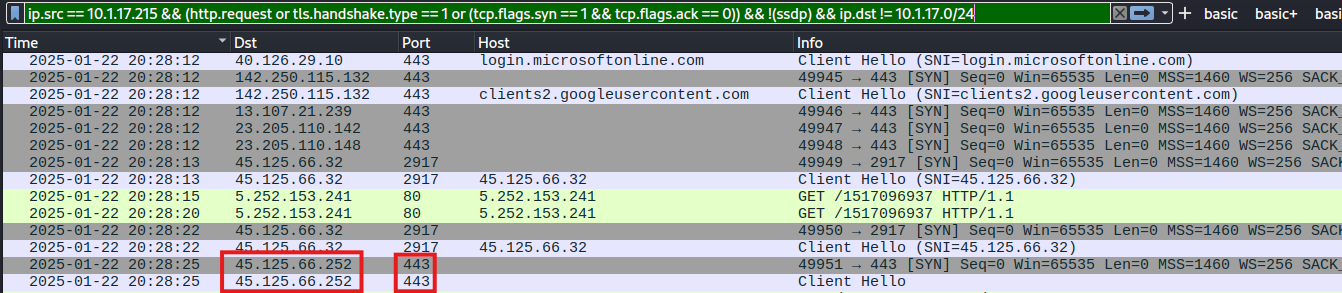 ip.src == 10.1.17.215 && (http.request or tls.handshake.type == 1 or (tcp.flags.syn == 1 && tcp.flags.ack == 0)) && !(ssdp) && ip.dst != 10.1.17.0/24 + basic basic+
Time Dst Port Host Info
2025-01-22 20:28:12 40.126.29.10 443 login.microsoftonline.com Client Hello (SNI=login.microsoftonline.com)
2025-01-22 20:28:12 142.250.115.132 443 49945 → 443 [SYN] Seq=0 Win=65535 Len=0 MSS=1460 WS=256 SACK_
2025-01-22 20:28:12 142.250.115.132 443 clients2.googleusercontent.com Client Hello (SNI=clients2.googleusercontent.com)
2025-01-22 20:28:12 13.107.21.239 443 49946 → 443 [SYN] Seq=0 Win=65535 Len=0 MSS=1460 WS=256 SACK_
2025-01-22 20:28:12 23.205.110.142 443 49947 → 443 [SYN] Seq=0 Win=65535 Len=0 MSS=1460 WS=256 SACK_
2025-01-22 20:28:12 23.205.110.148 443 49948 → 443 [SYN] Seq=0 Win=65535 Len=0 MSS=1460 WS=256 SACK_
2025-01-22 20:28:13 45.125.66.32 2917 49949 → 2917 [SYN] Seq=0 Win=65535 Len=0 MSS=1460 WS=256 SACK
2025-01-22 20:28:13 45.125.66.32 2917 45.125.66.32 Client Hello (SNI=45.125.66.32)
2025-01-22 20:28:15 5.252.153.241 80 5.252.153.241 GET /1517096937 HTTP/1.1
2025-01-22 20:28:20 5.252.153.241 80 5.252.153.241 GET /1517096937 HTTP/1.1
2025-01-22 20:28:22 45.125.66.32 2917 49950 → 2917 [SYN] Seq=0 Win=65535 Len=0 MSS=1460 WS=256 SACK
2025-01-22 20:28:22 45.125.66.32 2917 45.125.66.32 Client Hello (SNI=45.125.66.32)
2025-01-22 20:28:25 45.125.66.252 443 49951 → 443 [SYN] Seq=0 Win=65535 Len=0 MSS=1460 WS=256 SACK_
2025-01-22 20:28:25 45.125.66.252 443 Client Hello